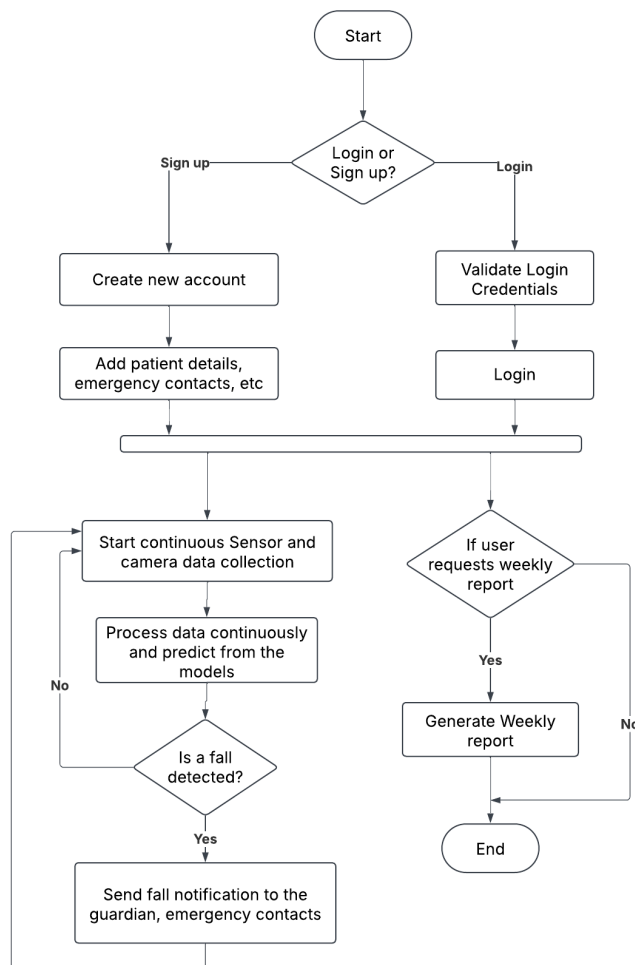 Start
Login or
Sign up?
Sign up
Login
Create new account
Validate Login
Credentials
Add patient details,
emergency contacts, etc
Login
Start continuous Sensor and
camera data collection
If user
requests weekly
report
Process data continuously
and predict from the
models
Yes
No
Generate Weekly
report
No
Is a fall
detected?
Yes
End
Send fall notification to the
guardian, emergency contacts